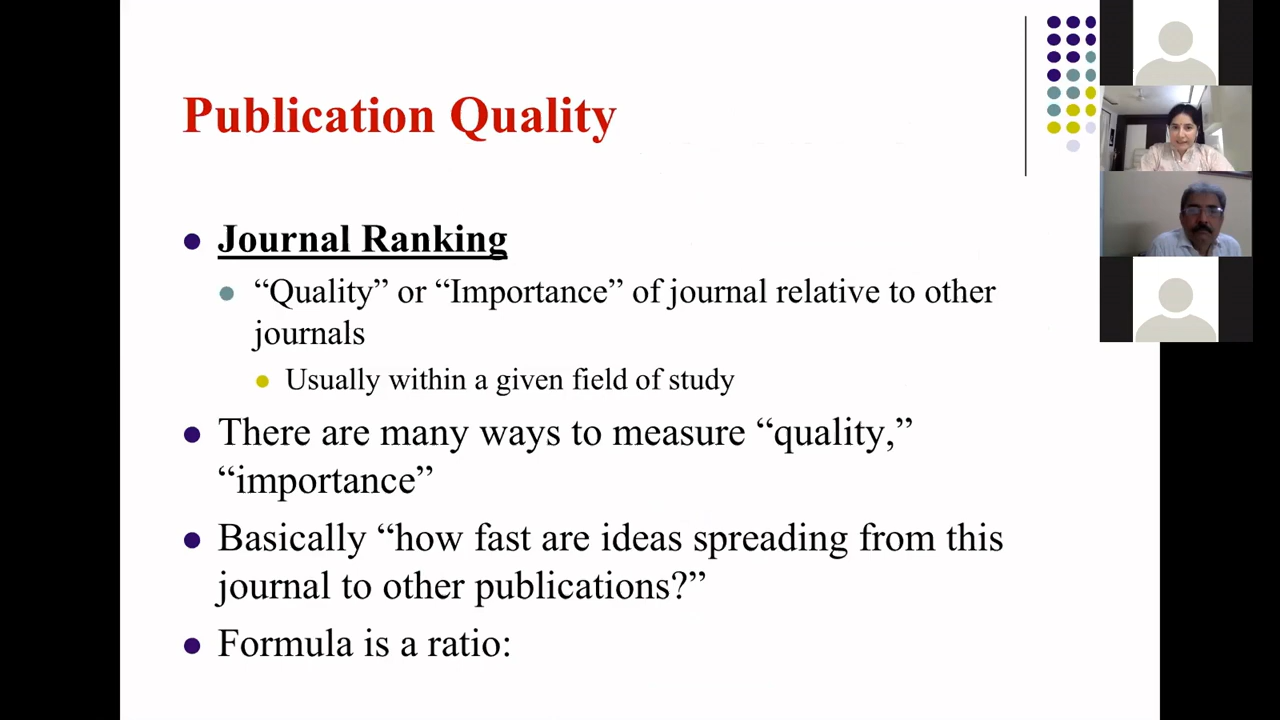 Publication Quality
Journal Ranking
“Quality” or “Importance” of journal relative to other
journals
Usually within a given field of study
There are many ways to measure “quality,”
“importance”
Basically “how fast are ideas spreading from this
journal to other publications?”
Formula is a ratio: